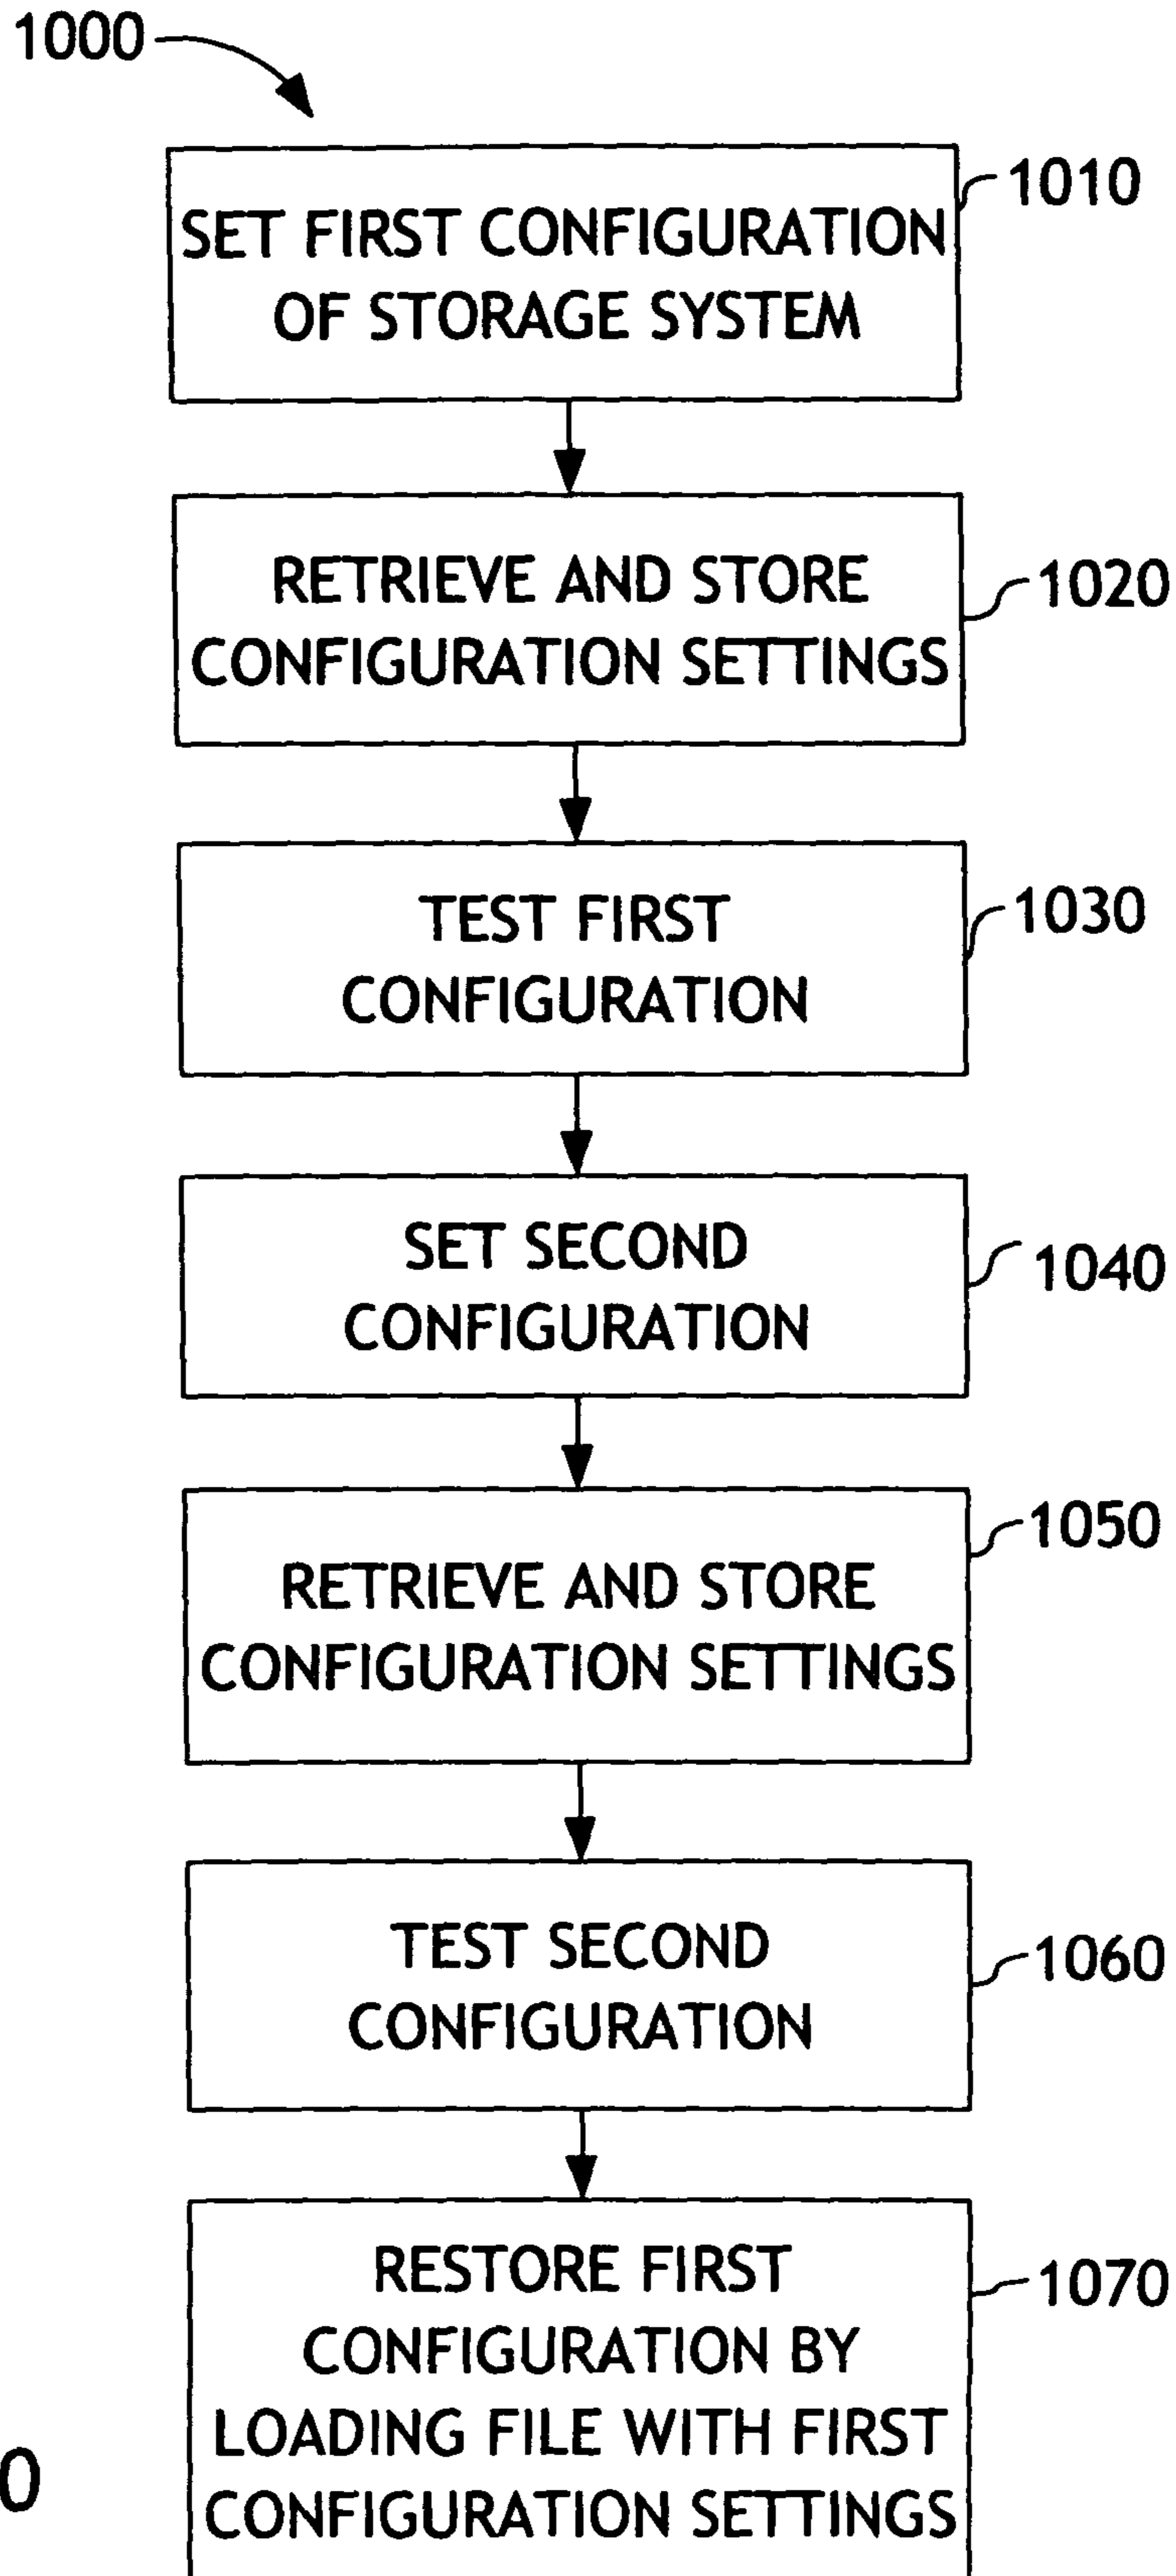 1000
1010
SET FIRST CONFIGURATION
OF STORAGE SYSTEM
1020
RETRIEVE AND STORE
CONFIGURATION SETTINGS
1030
TEST FIRST
CONFIGURATION
1040
SET SECOND
CONFIGURATION
1050
RETRIEVE AND STORE
CONFIGURATION SETTINGS
1060
TEST SECOND
CONFIGURATION
1070
RESTORE FIRST
CONFIGURATION BY
LOADING FILE WITH FIRST
CONFIGURATION SETTINGS
0